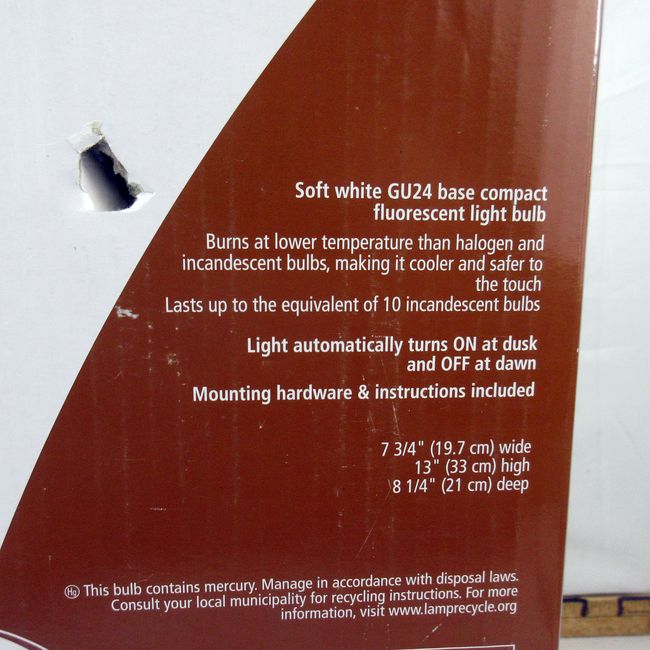 Soft white GU24 base compact
fluorescent light bulb
Burns at lower temperature than halogen and
incandescent bulbs, making it cooler and safer to
the touch
Lasts up to the equivalent of 10 incandescent bulbs
Light automatically turns ON at dusk
and OFF at dawn
Mounting hardware & instructions included
7 3/4" (19.7 cm) wide
13" (33 cm) high
8 1/4" (21 cm) deep
Hg This bulb contains mercury. Manage in accordance with disposal laws.
Consult your local municipality for recycling instructions. For more
information, visit www.lamprecycle.org